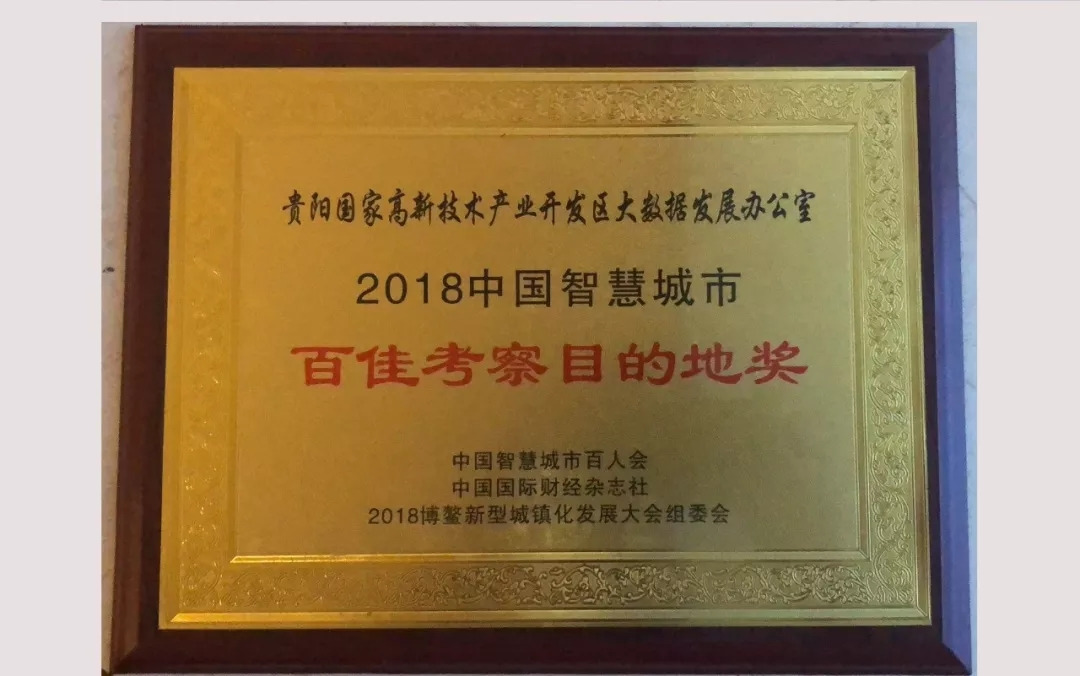 贵阳国家高新技术产业开发区大数据发展办公室
2018中国智慧城市
百佳考察目的地奖
中国智慧城市百人会
中国国际财经杂志社
2018博鳌新型城镇化发展大会组委会